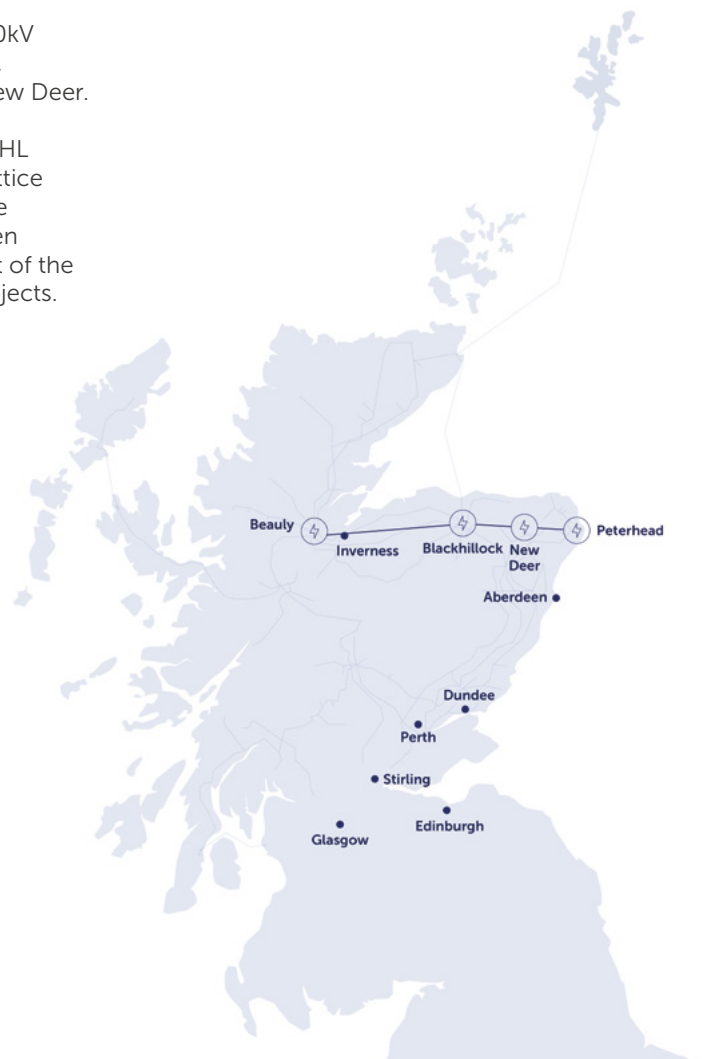 0kV
ew Deer.
HL
ttice
e
en
t of the
jects.
Beauly
Inverness
Blackhillock
New
Deer
Peterhead
Aberdeen
Dundee
Perth
Stirling
Edinburgh
Glasgow